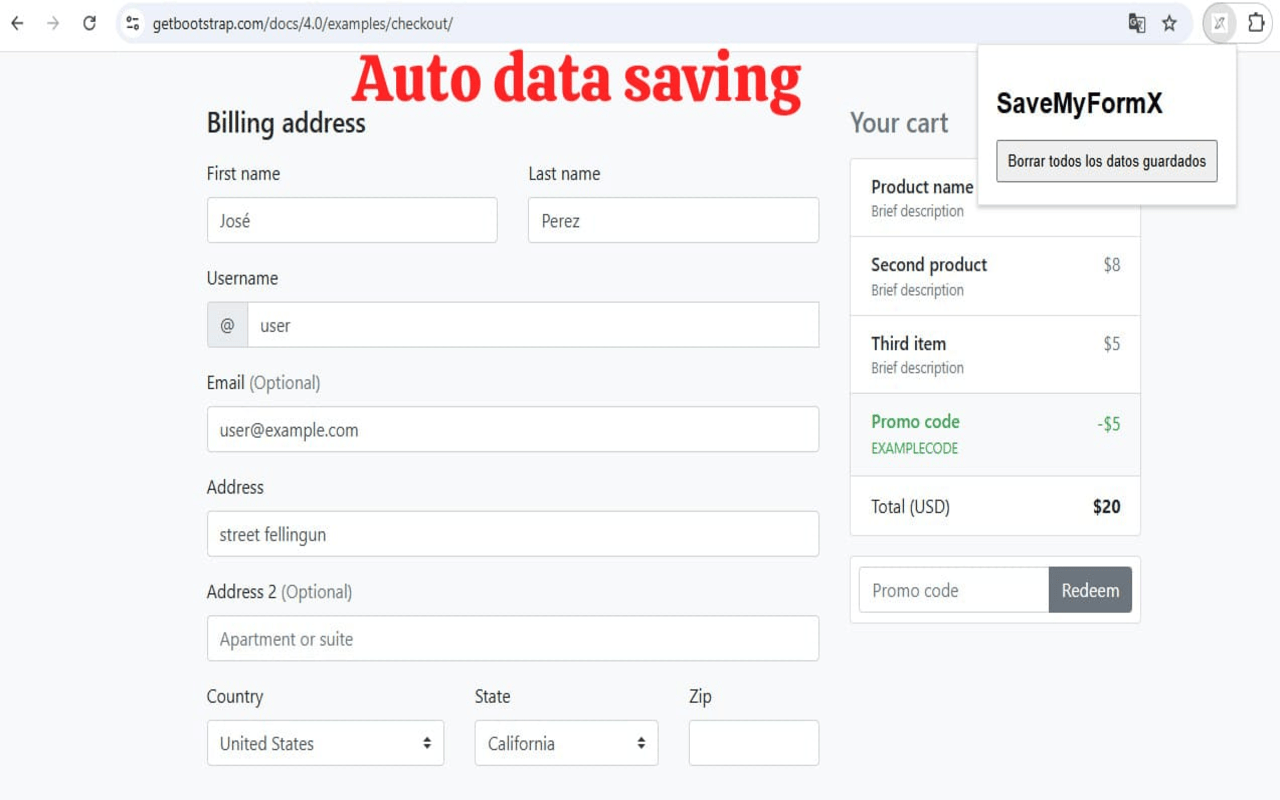 getbootstrap.com/docs/4.0/examples/checkout/
Auto data saving
SaveMyFormX
Borrar todos los datos guardados
Billing address
First name
Last name
José
Perez
Username
@
user
Email (Optional)
user@example.com
Address
street fellingun
Address 2 (Optional)
Apartment or suite
Country
State
Zip
United States
California
Your cart
Product name
Brief description
Second product
$8
Brief description
Third item
$5
Brief description
Promo code
-$5
EXAMPLECODE
Total (USD)
$20
Promo code
Redeem